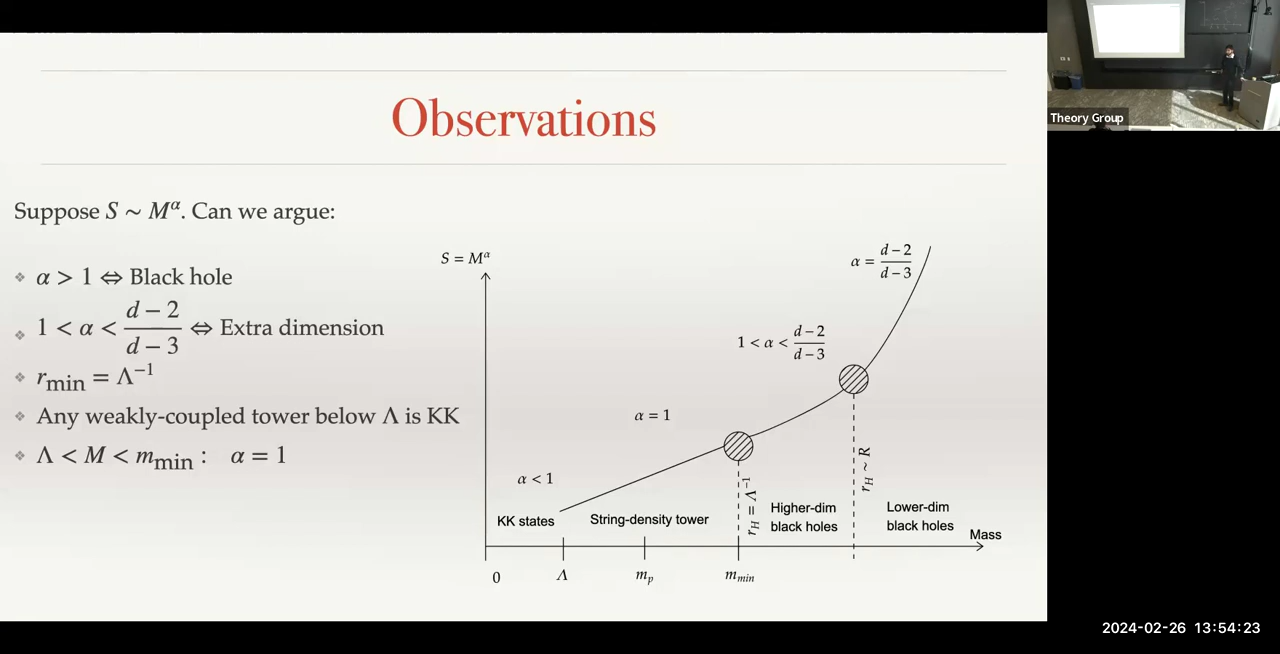 Observations
Suppose S ~ M^α. Can we argue:
❖ α > 1 ⇔ Black hole
❖ 1 < α < (d − 2)/(d − 3) ⇔ Extra dimension
❖ r_min = Λ^−1
❖ Any weakly-coupled tower below Λ is KK
❖ Λ < M < m_min : α = 1
S = M^α
α = (d − 2)/(d − 3)
1 < α < (d − 2)/(d − 3)
α = 1
α < 1
KK states
String-density tower
r_H = Λ^−1
Higher-dim
black holes
r_H ~ R
Lower-dim
black holes
Mass
0
Λ
m_p
m_min
Theory Group
2024-02-26 13:54:23